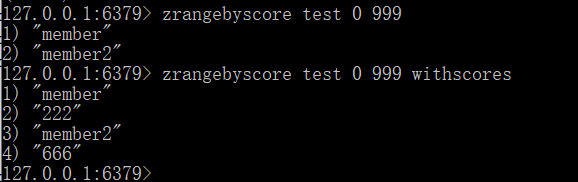 127.0.0.1:6379> zrangebyscore test 0 999
1) "member"
2) "member2"
127.0.0.1:6379> zrangebyscore test 0 999 withscores
1) "member"
2) "222"
3) "member2"
4) "666"
127.0.0.1:6379>